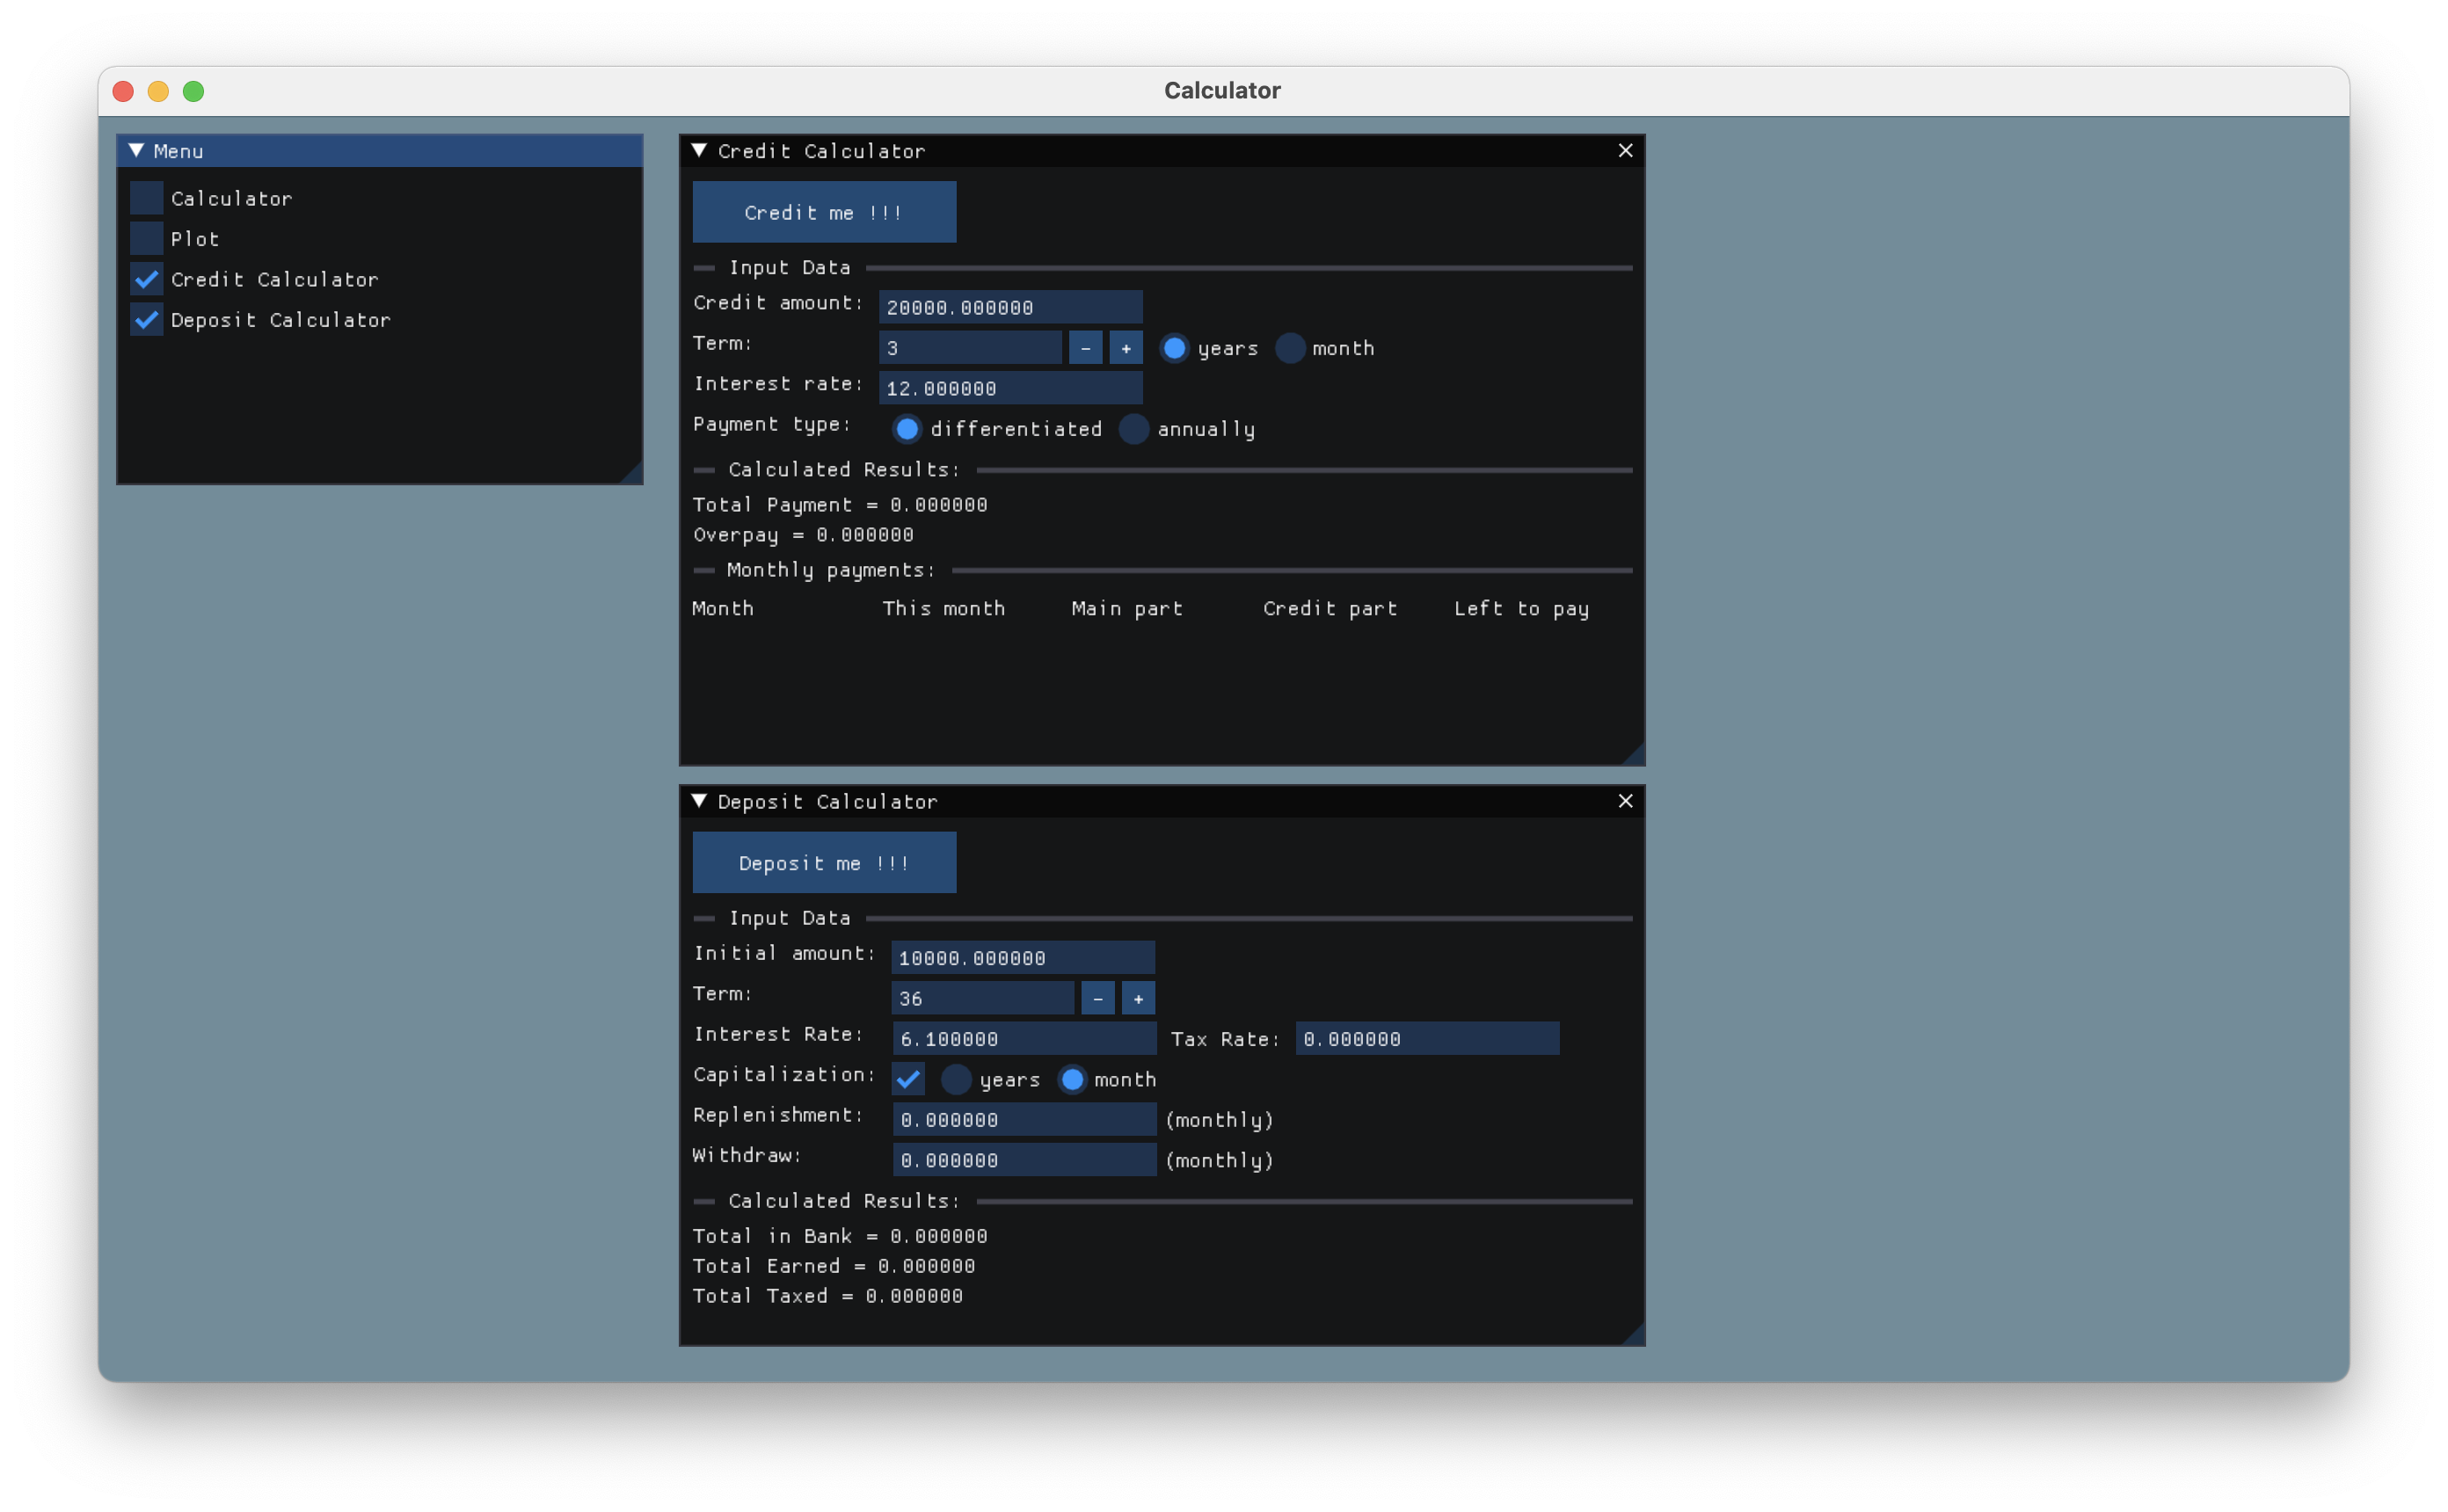 Calculator
Menu
Calculator
Plot
Credit Calculator
Deposit Calculator
Credit Calculator
Credit me !!!
Input Data
Credit amount: 20000.000000
Term: 3 - + years month
Interest rate: 12.000000
Payment type: differentiated annually
Calculated Results:
Total Payment = 0.000000
Overpay = 0.000000
Monthly payments:
Month This month Main part Credit part Left to pay
Deposit Calculator
Deposit me !!!
Input Data
Initial amount: 10000.000000
Term: 36 - +
Interest Rate: 6.100000 Tax Rate: 0.000000
Capitalization: years month
Replenishment: 0.000000 (monthly)
Withdraw: 0.000000 (monthly)
Calculated Results:
Total in Bank = 0.000000
Total Earned = 0.000000
Total Taxed = 0.000000